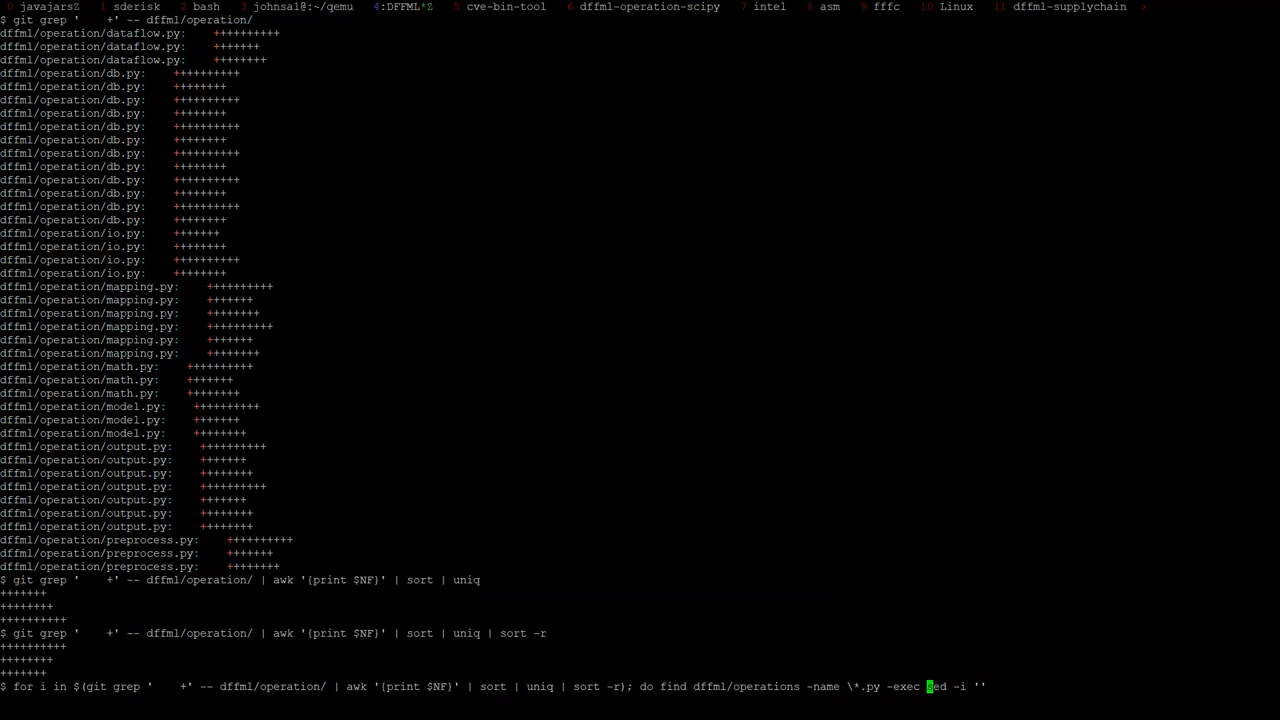 0 javajarsZ  1 sderisk  2 bash  3 johnsal@:~/qemu  4:DFFML*Z  5 cve-bin-tool  6 dffml-operation-scipy  7 intel  8 asm  9 fffc  10 Linux  11 dffml-supplychain  >
$ git grep '    +' -- dffml/operation/
dffml/operation/dataflow.py:    ++++++++++
dffml/operation/dataflow.py:    +++++++
dffml/operation/dataflow.py:    ++++++++
dffml/operation/db.py:    ++++++++++
dffml/operation/db.py:    ++++++++
dffml/operation/db.py:    ++++++++++
dffml/operation/db.py:    ++++++++
dffml/operation/db.py:    ++++++++++
dffml/operation/db.py:    ++++++++
dffml/operation/db.py:    ++++++++++
dffml/operation/db.py:    ++++++++
dffml/operation/db.py:    ++++++++++
dffml/operation/db.py:    ++++++++
dffml/operation/db.py:    ++++++++++
dffml/operation/db.py:    ++++++++
dffml/operation/io.py:    +++++++
dffml/operation/io.py:    ++++++++
dffml/operation/io.py:    ++++++++++
dffml/operation/io.py:    ++++++++
dffml/operation/mapping.py:    ++++++++++
dffml/operation/mapping.py:    +++++++
dffml/operation/mapping.py:    ++++++++
dffml/operation/mapping.py:    ++++++++++
dffml/operation/mapping.py:    +++++++
dffml/operation/mapping.py:    ++++++++
dffml/operation/math.py:    ++++++++++
dffml/operation/math.py:    +++++++
dffml/operation/math.py:    ++++++++
dffml/operation/model.py:    ++++++++++
dffml/operation/model.py:    +++++++
dffml/operation/model.py:    ++++++++
dffml/operation/output.py:    ++++++++++
dffml/operation/output.py:    +++++++
dffml/operation/output.py:    ++++++++
dffml/operation/output.py:    ++++++++++
dffml/operation/output.py:    +++++++
dffml/operation/output.py:    ++++++++
dffml/operation/output.py:    ++++++++
dffml/operation/preprocess.py:    ++++++++++
dffml/operation/preprocess.py:    +++++++
dffml/operation/preprocess.py:    ++++++++
$ git grep '    +' -- dffml/operation/ | awk '{print $NF}' | sort | uniq
+++++++
++++++++
++++++++++
$ git grep '    +' -- dffml/operation/ | awk '{print $NF}' | sort | uniq | sort -r
++++++++++
++++++++
+++++++
$ for i in $(git grep '    +' -- dffml/operation/ | awk '{print $NF}' | sort | uniq | sort -r); do find dffml/operations -name \*.py -exec sed -i ''